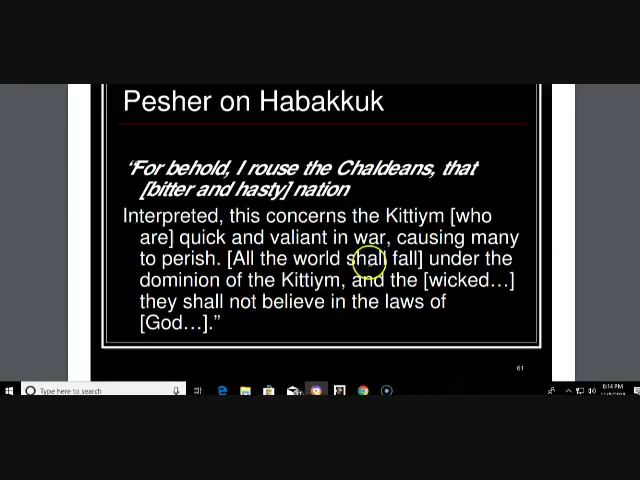 Pesher on Habakkuk
“For behold, I rouse the Chaldeans, that
[bitter and hasty] nation
Interpreted, this concerns the Kittiym [who
are] quick and valiant in war, causing many
to perish. [All the world shall fall] under the
dominion of the Kittiym, and the [wicked…]
they shall not believe in the laws of
[God…].”
61
Type here to search
8:14 PM